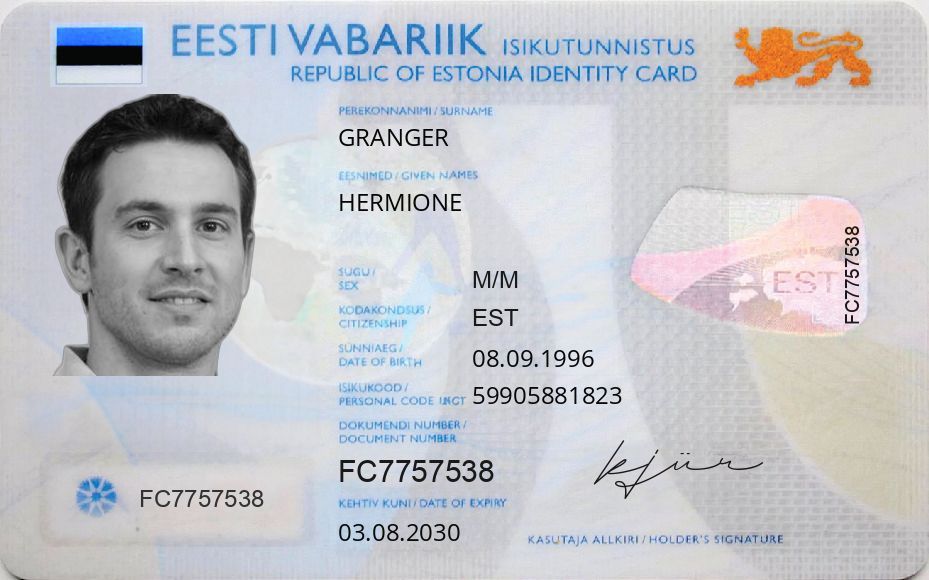 EESTI VABARIIK ISIKUTUNNISTUS
REPUBLIC OF ESTONIA IDENTITY CARD
PEREKONNANIMI / SURNAME
GRANGER
EESNIMED / GIVEN NAMES
HERMIONE
SUGU /
SEX
M/M
KODAKONDSUS /
CITIZENSHIP
EST
SÜNNIAEG /
DATE OF BIRTH
08.09.1996
ISIKUKOOD /
PERSONAL CODE
59905881823
DOKUMENDI NUMBER /
DOCUMENT NUMBER
FC7757538
KEHTIV KUNI / DATE OF EXPIRY
03.08.2030
FC7757538
EST
FC7757538
KASUTAJA ALLKIRI / HOLDER'S SIGNATURE